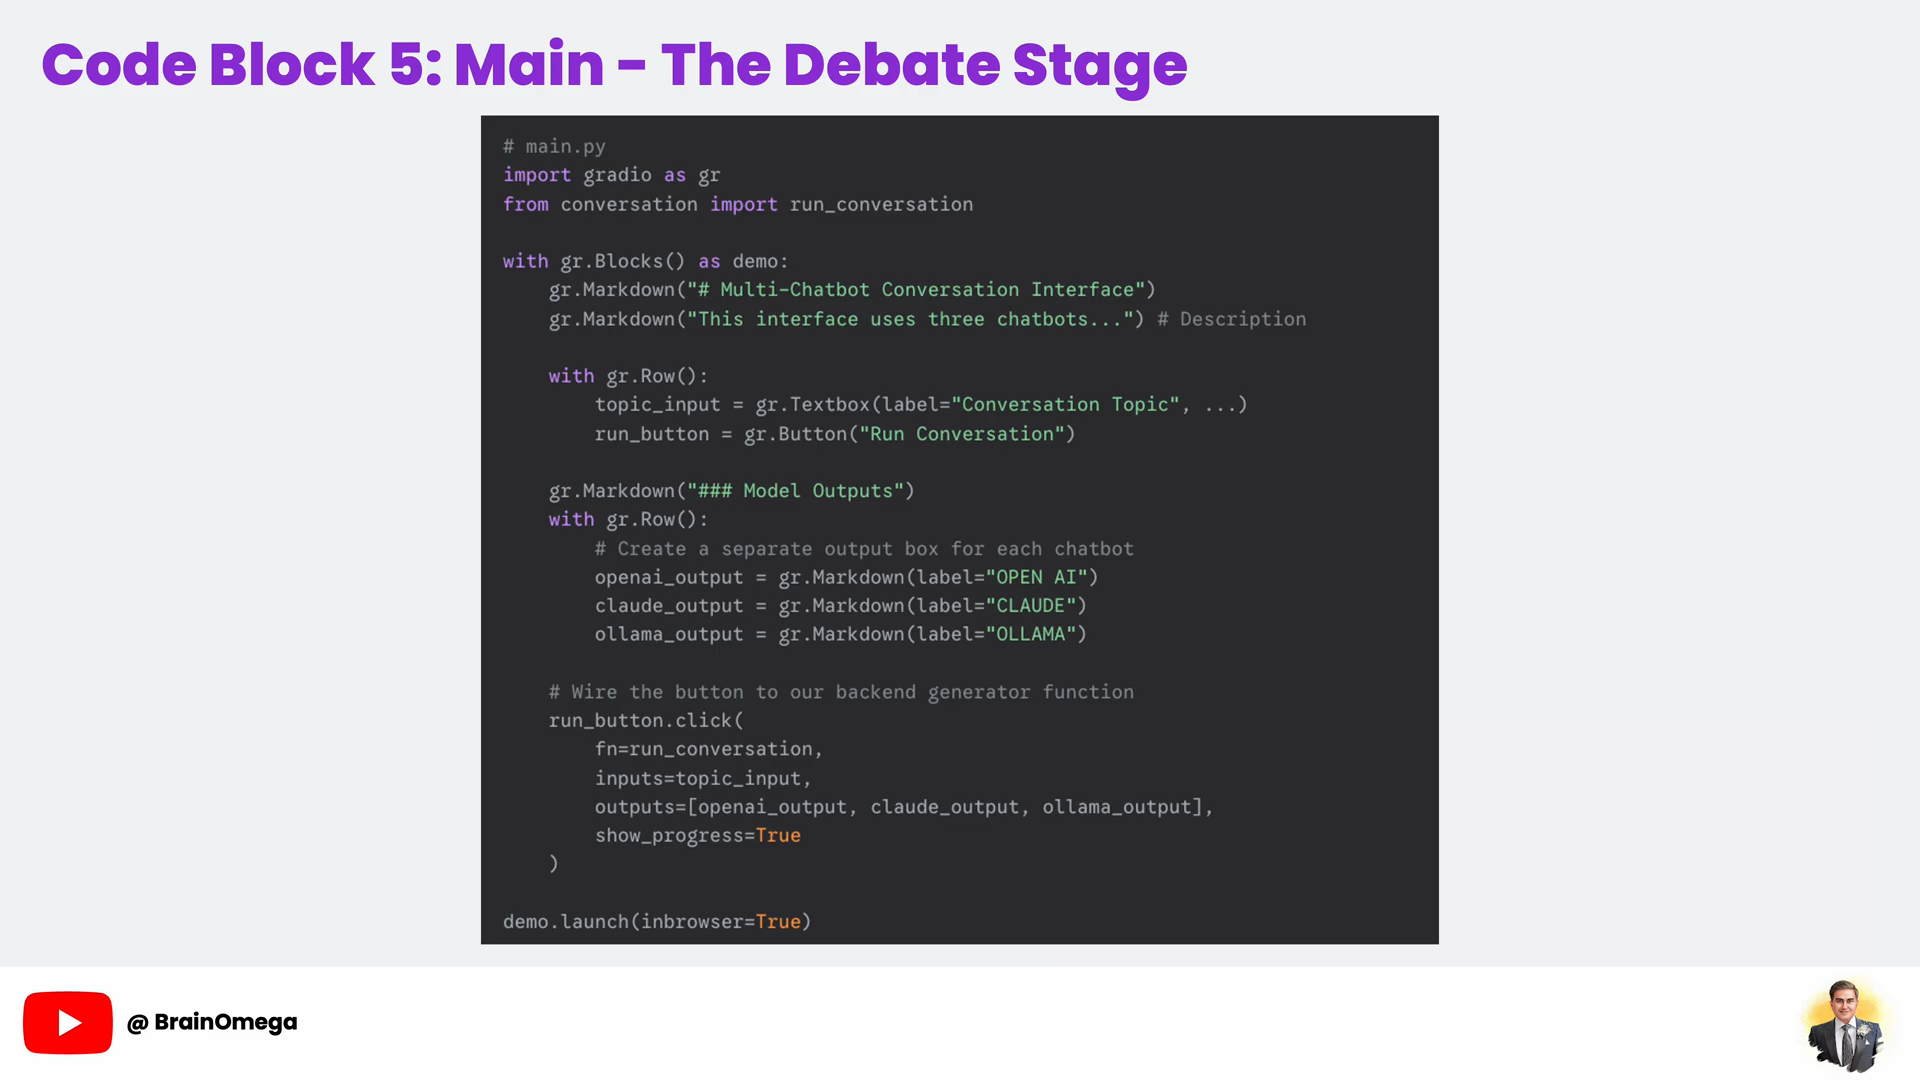 Code Block 5: Main - The Debate Stage
# main.py
import gradio as gr
from conversation import run_conversation
with gr.Blocks() as demo:
    gr.Markdown("# Multi-Chatbot Conversation Interface")
    gr.Markdown("This interface uses three chatbots...") # Description
    with gr.Row():
        topic_input = gr.Textbox(label="Conversation Topic", ...)
        run_button = gr.Button("Run Conversation")
    gr.Markdown("### Model Outputs")
    with gr.Row():
        # Create a separate output box for each chatbot
        openai_output = gr.Markdown(label="OPEN AI")
        claude_output = gr.Markdown(label="CLAUDE")
        ollama_output = gr.Markdown(label="OLLAMA")
    # Wire the button to our backend generator function
    run_button.click(
        fn=run_conversation,
        inputs=topic_input,
        outputs=[openai_output, claude_output, ollama_output],
        show_progress=True
    )
demo.launch(inbrowser=True)
@ BrainOmega